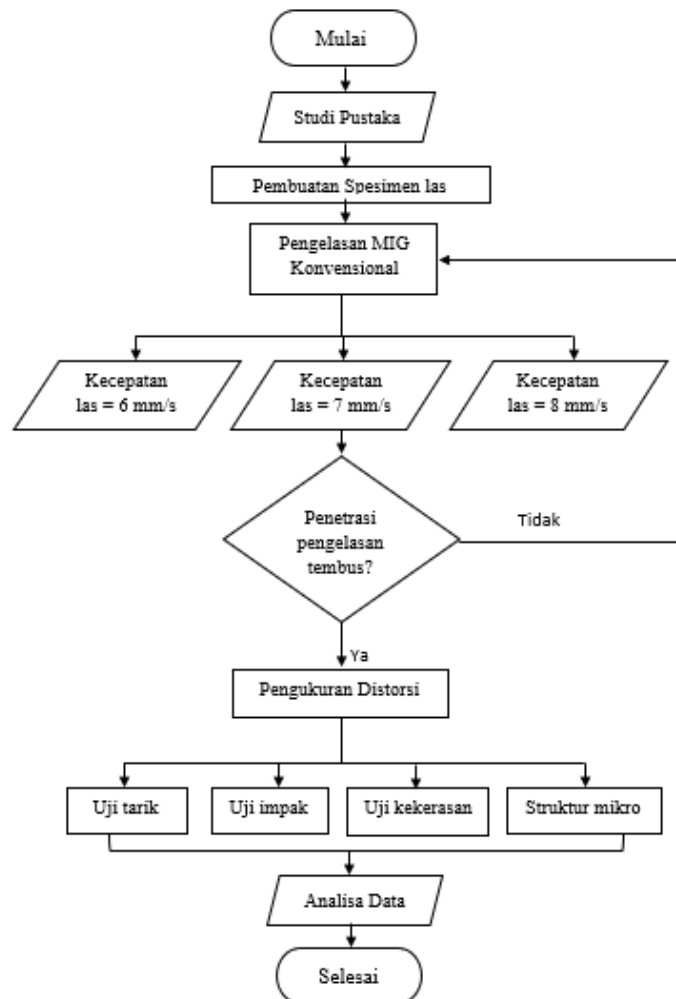 Mulai
Studi Pustaka
Pembuatan Spesimen las
Pengelasan MIG
Konvensional
Kecepatan
las = 6 mm/s
Kecepatan
las = 7 mm/s
Kecepatan
las = 8 mm/s
Penetrasi
pengelasan
tembus?
Tidak
Ya
Pengukuran Distorsi
Uji tarik
Uji impak
Uji kekerasan
Struktur mikro
Analisa Data
Selesai